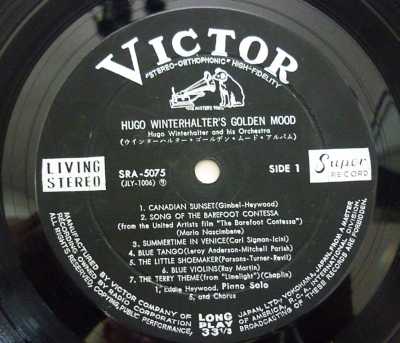 VICTOR
"STEREO-ORTHOPHONIC" HIGH-FIDELITY
"HIS MASTER'S VOICE"
HUGO WINTERHALTER'S GOLDEN MOOD
Hugo Winterhalter and his Orchestra
(ウインターハルター・ゴールデン・ムード・アルバム)
LIVING
STEREO
SRA-5075
(JLY-1006)
SIDE 1
Super
RECORD
1. CANADIAN SUNSET(Gimbel-Heywood)
2. SONG OF THE BAREFOOT CONTESSA
(from the United Artists film "The Barefoot Contessa")
(Mario Nascimbene)
3. SUMMERTIME IN VENICE(Carl Sigmon-Icini)
4. BLUE TANGO(Leroy Anderson-Mitchell Parish)
5. THE LITTLE SHOEMAKER(Parsons-Turner-Revil)
6. BLUE VIOLINS(Ray Martin)
7. THE TERRY THEME(from "Limelight")(Chaplin)
1. Eddie Heywood, Piano Solo
5. and Chorus
LONG
PLAY
33⅓
MANUFACTURED BY VICTOR COMPANY OF JAPAN, LTD., YOKOHAMA, JAPAN FROM A MASTER
OF RADIO CORPORATION OF AMERICA, R.C.A. INTERNATIONAL DIVISION.
ALL RIGHTS RESERVED. PUBLIC PERFORMANCE, BROADCASTING OF THESE RECORDS ARE FORBIDDEN.